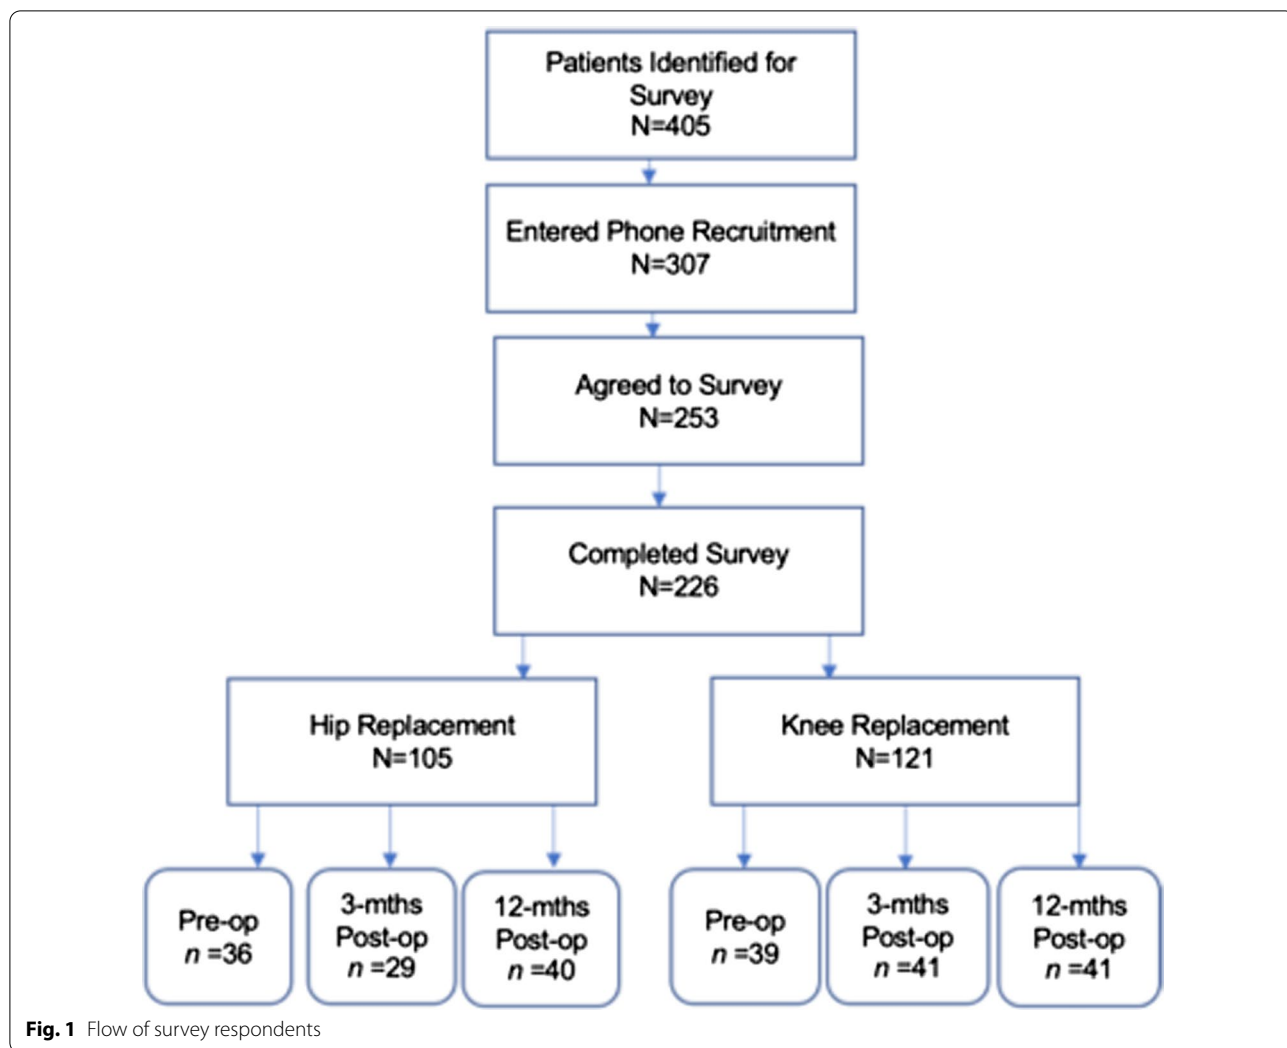 Patients Identified for
Survey
N=405
Entered Phone Recruitment
N=307
Agreed to Survey
N=253
Completed Survey
N=226
Hip Replacement
N=105
Knee Replacement
N=121
Pre-op
n =36
3-mths
Post-op
n =29
12-mths
Post-op
n =40
Pre-op
n =39
3-mths
Post-op
n =41
12-mths
Post-op
n =41
Fig. 1 Flow of survey respondents